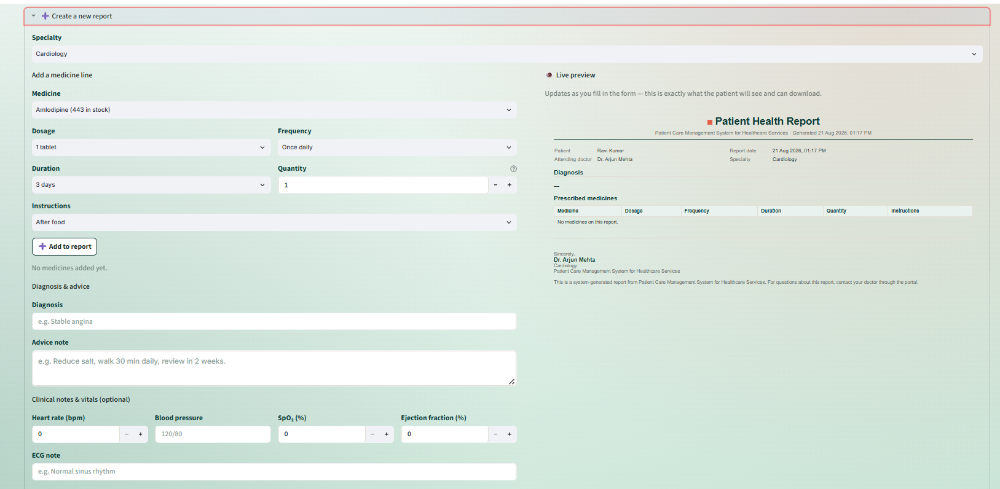 Create a new report
Specialty
Cardiology
Add a medicine line
Medicine
Amlodipine (443 in stock)
Dosage
Frequency
1 tablet
Once daily
Duration
Quantity
3 days
1
Instructions
After food
Add to report
No medicines added yet.
Diagnosis & advice
Diagnosis
e.g. Stable angina
Advice note
e.g. Reduce salt, walk 30 min daily, review in 2 weeks.
Clinical notes & vitals (optional)
Heart rate (bpm)
Blood pressure
SpO₂ (%)
Ejection fraction (%)
0
120/80
0
0
ECG note
e.g. Normal sinus rhythm
Live preview
Updates as you fill in the form — this is exactly what the patient will see and can download.
Patient Health Report
Patient Care Management System for Healthcare Services · Generated 21 Aug 2026, 01:17 PM
Patient Ravi Kumar Report date 21 Aug 2026, 01:17 PM
Attending doctor Dr. Arjun Mehta Specialty Cardiology
Diagnosis
—
Prescribed medicines
Medicine Dosage Frequency Duration Quantity Instructions
No medicines on this report.
Sincerely,
Dr. Arjun Mehta
Cardiology
Patient Care Management System for Healthcare Services
This is a system-generated report from Patient Care Management System for Healthcare Services. For questions about this report, contact your doctor through the portal.